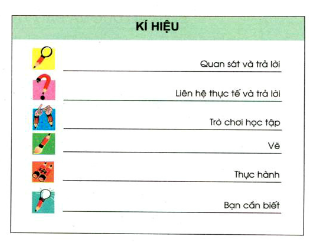 KÍ HIỆU
Quan sát và trả lời
Liên hệ thực tế và trả lời
Trò chơi học tập
Vẽ
Thực hành
Bạn cần biết